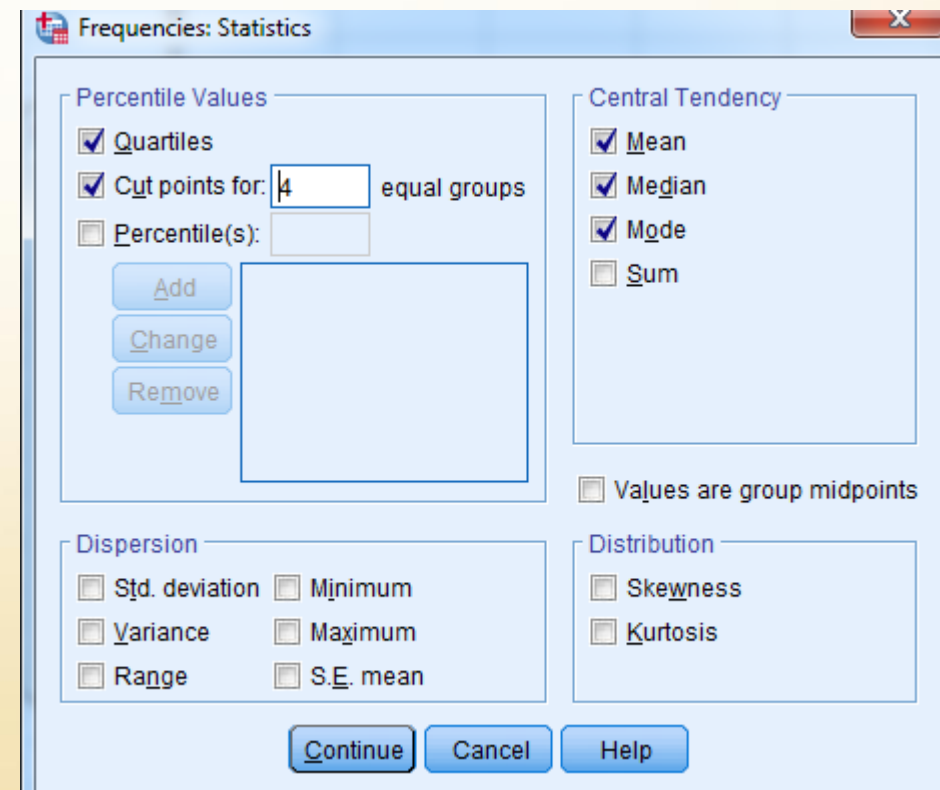 Frequencies: Statistics
X
Percentile Values
Quartiles
Cut points for: 4 equal groups
Percentile(s):
Add
Change
Remove
Central Tendency
Mean
Median
Mode
Sum
Values are group midpoints
Dispersion
Std. deviation Minimum
Variance Maximum
Range S.E. mean
Distribution
Skewness
Kurtosis
Continue Cancel Help